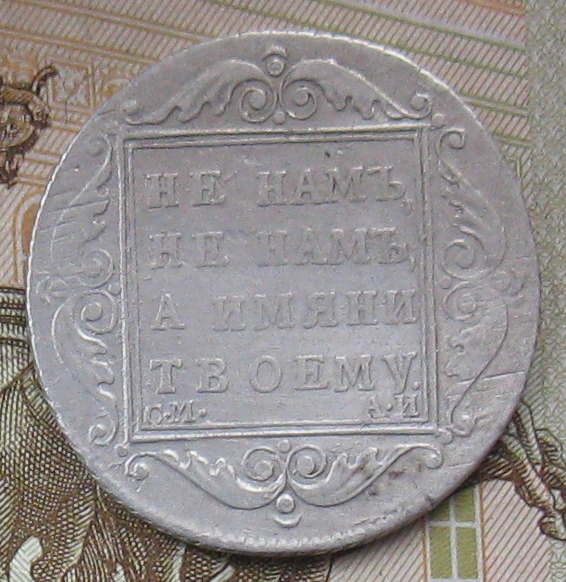 НЕ НАМЪ,
НЕ НАМЪ,
А ИМЯНИ
ТВОЕМУ.
С.М. А.И